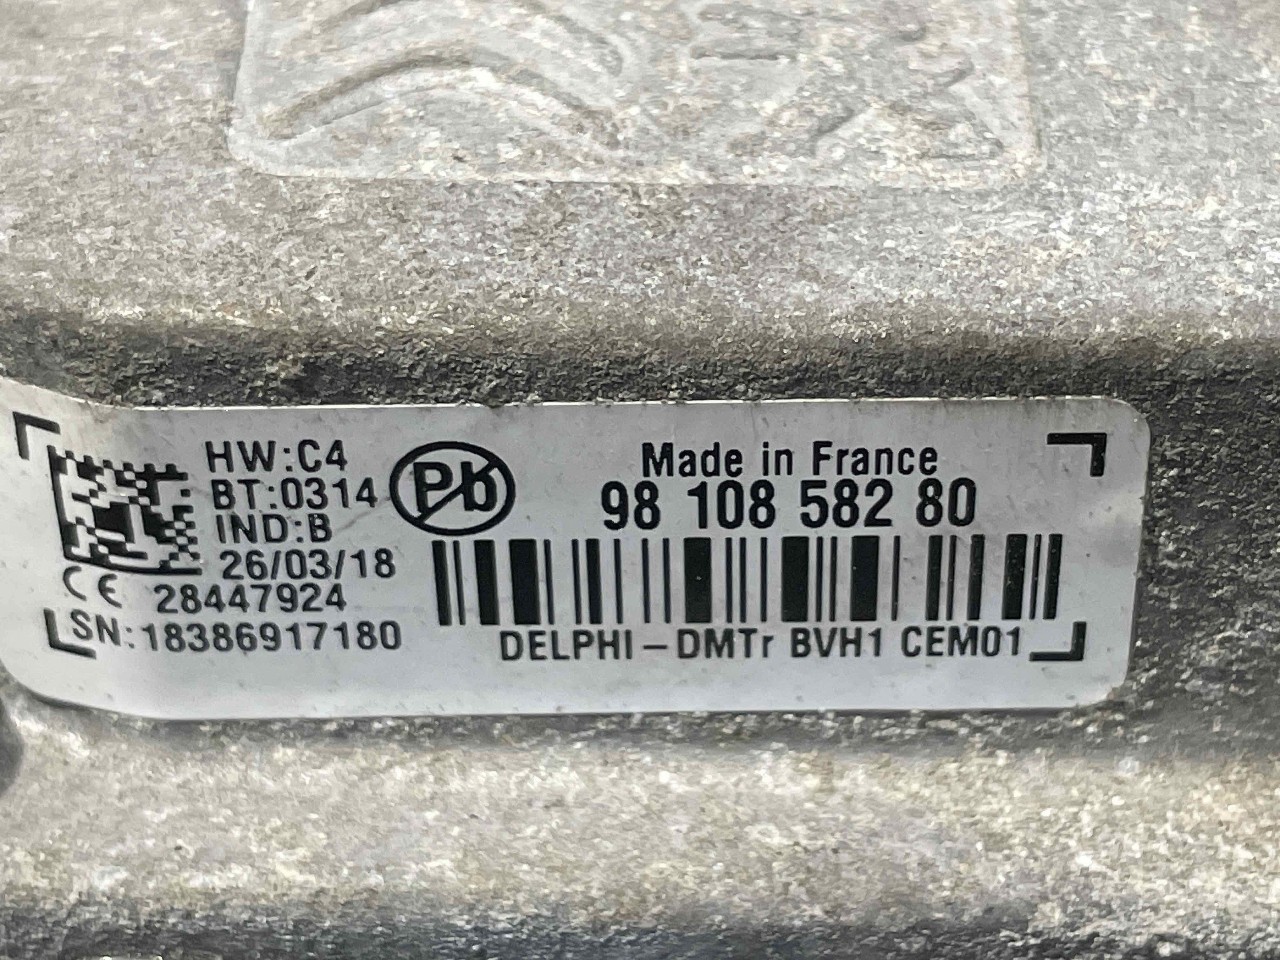 HW:C4
BT:0314
IND:B
26/03/18
CE 28447924
SN:18386917180
Pb
Made in France
98 108 582 80
DELPHI-DMTr BVH1 CEM01